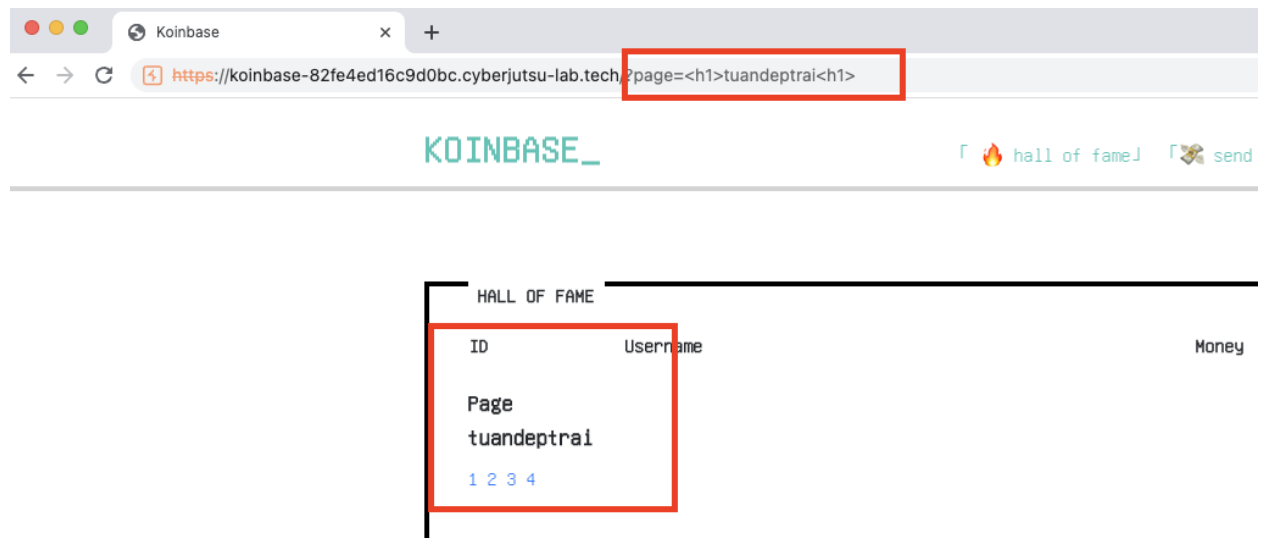 Koinbase
https://koinbase-82fe4ed16c9d0bc.cyberjutsu-lab.tech/?page=<h1>tuandeptrai<h1>
KOINBASE_
「 🔥 hall of fame」 「💸 send
HALL OF FAME
ID Username Money
Page
tuandeptrai
1 2 3 4